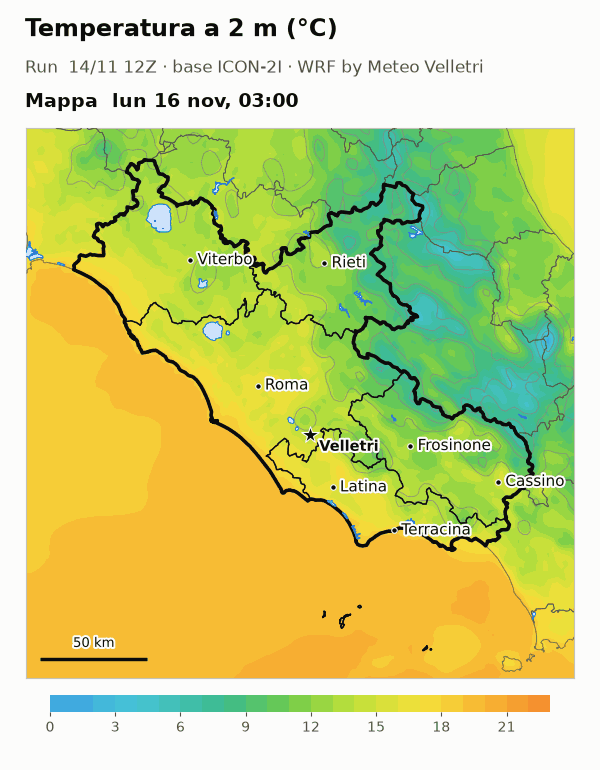 Temperatura a 2 m (°C)
Run 14/11 12Z · base ICON-2I · WRF by Meteo Velletri
Mappa lun 16 nov, 03:00
Viterbo
Rieti
Roma
Velletri
Frosinone
Cassino
Latina
Terracina
50 km
0 3 6 9 12 15 18 21